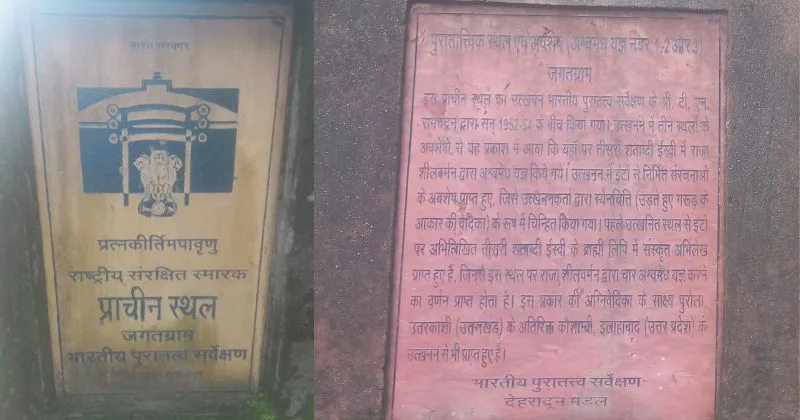 भारत सरकार
प्रत्नकीर्तिमपावृणु
राष्ट्रीय संरक्षित स्मारक
प्राचीन स्थल
जगतग्राम
भारतीय पुरातत्त्व सर्वेक्षण
पुरातात्त्विक स्थल एवं अवशेष (अश्वमेध यज्ञ नंबर 1, 2 और 3)
जगतग्राम
इस प्राचीन स्थल का उत्खनन भारतीय पुरातत्व सर्वेक्षण के श्री. टी. एन.
रामचंद्रन द्वारा सन् 1952-54 के बीच किया गया। उत्खनन में तीन स्थलों के
अवशेषों से यह प्रकाश में आया कि यहाँ पर तीसरी शताब्दी ईस्वी में राजा
शीलबर्मन द्वारा अश्वमेध यज्ञ किये गय। उत्खनन में ईंटों से निर्मित संरचनाओं
के अवशेष प्राप्त हुए, जिसे उत्खननकर्ता द्वारा स्येनचित्ति (उड़ते हुए गरुड़ के
आकार की वेदिका) के रूप में चिन्हित किया गया। पहले उत्खनित स्थल से ईंटों
पर अभिलिखित तीसरी शताब्दी ईस्वी के ब्राह्मी लिपि में संस्कृत अभिलेख
प्राप्त हुए हैं, जिनसे इस स्थल पर राजा शीलवर्मन द्वारा चार अश्वमेध यज्ञ करने
का वर्णन प्राप्त होता है। इस प्रकार की अग्निवेदिका के साक्ष्य पुरोला,
उत्तरकाशी (उत्तराखण्ड) के अतिरिक्त कौशाम्बी, इलाहाबाद (उत्तर प्रदेश) के
उत्खनन से भी प्राप्त हुए हैं।
भारतीय पुरातत्त्व सर्वेक्षण
देहरादून मंडल